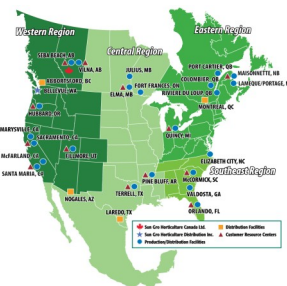 Western Region
Eastern Region
Central Region
SEBA BEACH, AB
VILNA, AB
JULIUS, MB
ABBOTSFORD, BC
BELLEVUE, WA
ELMA, MB
FORT FRANCES, ON
HUBBARD, OR
PORT CARTIER, QB
COLOMBIER, QB
RIVIERE DU LOUP, QB
MAISONNETTE, NB
LAMEQUE/PORTAGE, NB
MONTREAL, QC
MARYSVILLE, CA
SACRAMENTO, CA
McFARLAND, CA
SANTA MARIA, CA
FILLMORE, UT
QUINCY, MI
ELIZABETH CITY, NC
Southeast Region
PINE BLUFF, AR
McCORMICK, SC
TERRELL, TX
VALDOSTA, GA
NOGALES, AZ
LAREDO, TX
ORLANDO, FL
Sun Gro Horticulture Canada Ltd.
Distribution Facilities
Sun Gro Horticulture Distribution Inc.
Customer Resource Centers
Production/Distribution Facilities